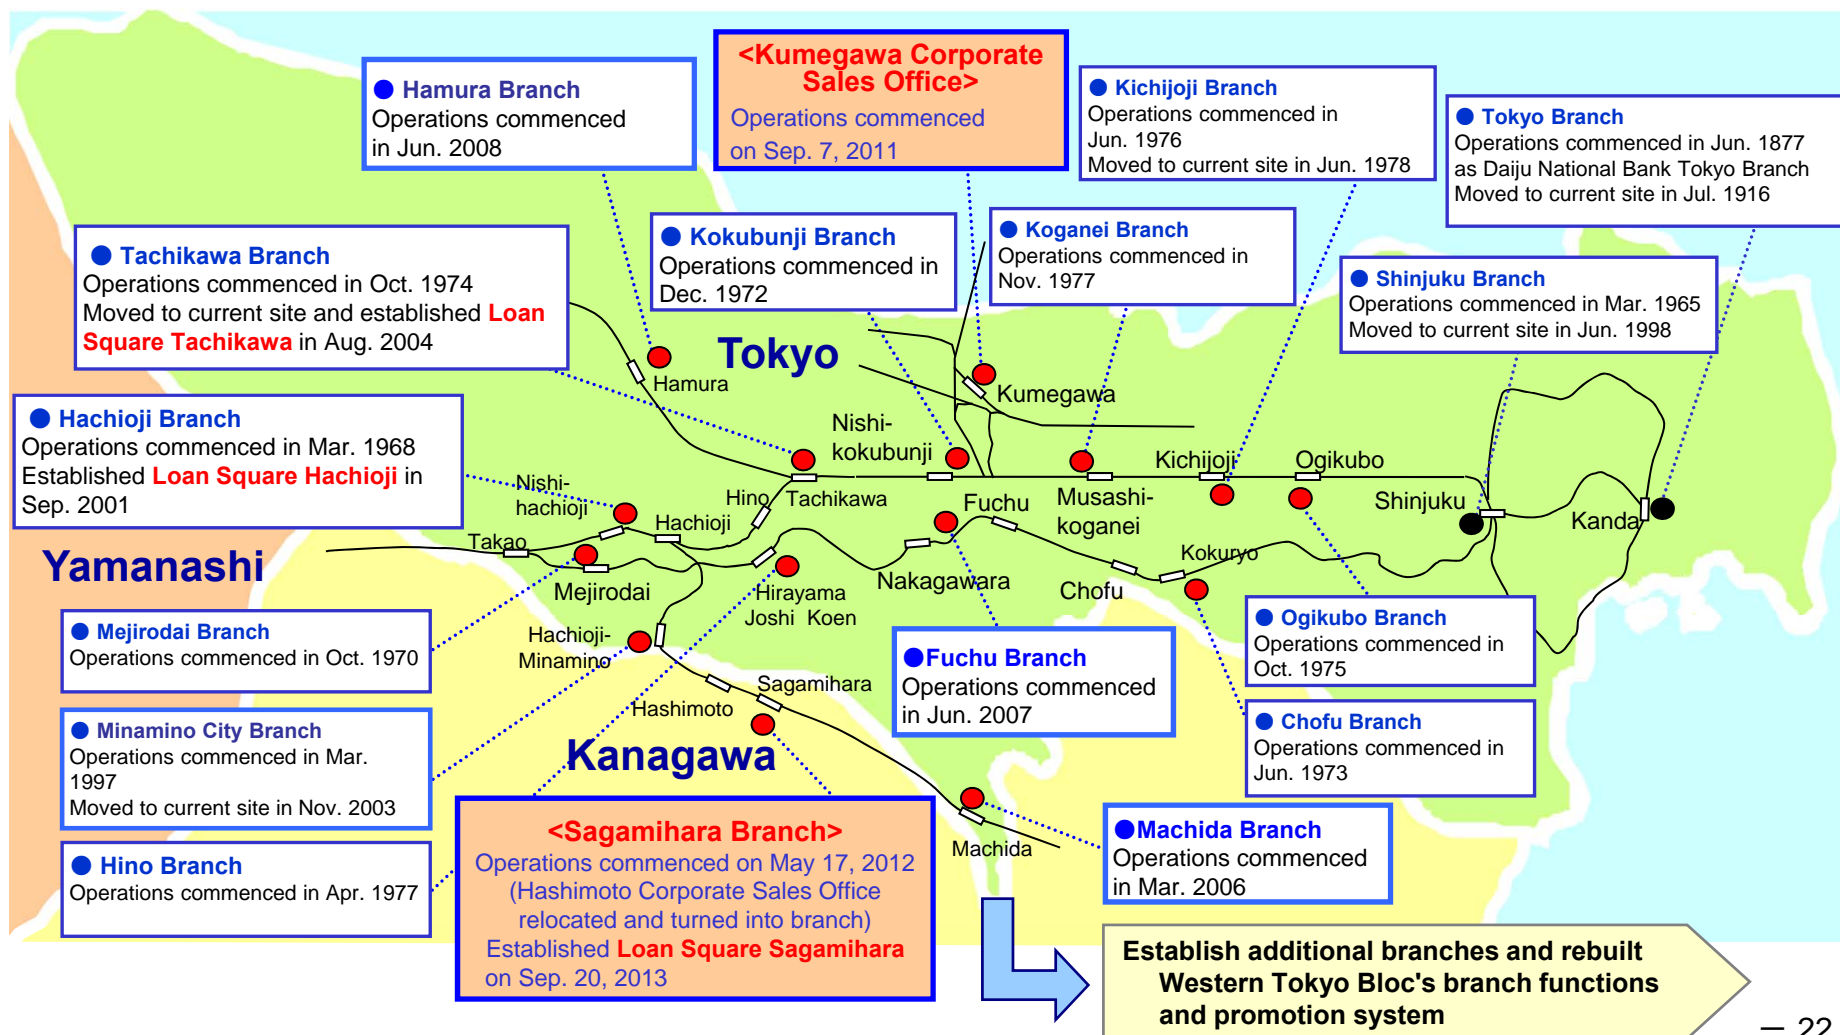 ● Hamura Branch
Operations commenced
in Jun. 2008
<Kumegawa Corporate
Sales Office>
Operations commenced
on Sep. 7, 2011
● Kichijoji Branch
Operations commenced in
Jun. 1976
Moved to current site in Jun. 1978
● Tokyo Branch
Operations commenced in Jun. 1877
as Daiju National Bank Tokyo Branch
Moved to current site in Jul. 1916
● Tachikawa Branch
Operations commenced in Oct. 1974
Moved to current site and established Loan
Square Tachikawa in Aug. 2004
● Kokubunji Branch
Operations commenced in
Dec. 1972
● Koganei Branch
Operations commenced in
Nov. 1977
● Shinjuku Branch
Operations commenced in Mar. 1965
Moved to current site in Jun. 1998
● Hachioji Branch
Operations commenced in Mar. 1968
Established Loan Square Hachioji in
Sep. 2001
Tokyo
Hamura
Kumegawa
Nishi-
kokubunji
Kichijoji
Ogikubo
Nishi-
hachioji
Hino
Tachikawa
Fuchu
Musashi-
koganei
Shinjuku
Kanda
Hachioji
Takao
Yamanashi
Mejirodai
Hirayama
Joshi Koen
Nakagawara
Chofu
Kokuryo
● Mejirodai Branch
Operations commenced in Oct. 1970
Hachioji-
Minamino
Sagamihara
Hashimoto
Kanagawa
● Fuchu Branch
Operations commenced
in Jun. 2007
● Ogikubo Branch
Operations commenced in
Oct. 1975
● Minamino City Branch
Operations commenced in Mar.
1997
Moved to current site in Nov. 2003
● Chofu Branch
Operations commenced in
Jun. 1973
● Hino Branch
Operations commenced in Apr. 1977
<Sagamihara Branch>
Operations commenced on May 17, 2012
(Hashimoto Corporate Sales Office
relocated and turned into branch)
Established Loan Square Sagamihara
on Sep. 20, 2013
Machida
● Machida Branch
Operations commenced
in Mar. 2006
Establish additional branches and rebuilt
Western Tokyo Bloc's branch functions
and promotion system
– 22